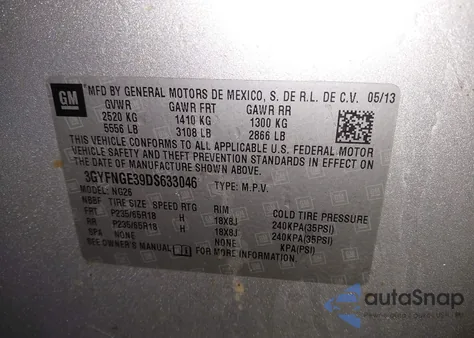 GM
MFD BY GENERAL MOTORS DE MEXICO, S. DE R.L. DE C.V. 05/13
GVWR GAWR FRT GAWR RR
2520 KG 1410 KG 1300 KG
5556 LB 3108 LB 2866 LB
THIS VEHICLE CONFORMS TO ALL APPLICABLE U.S. FEDERAL MOTOR
VEHICLE SAFETY AND THEFT PREVENTION STANDARDS IN EFFECT ON
THE DATE OF MANUFACTURE SHOWN ABOVE.
3GYFNGE39DS633046 TYPE: M.P.V.
MODEL: NG26
NBBF TIRE SIZE SPEED RTG RIM COLD TIRE PRESSURE
FRT P235/65R18 H 18X8J 240KPA(35PSI)
RR P235/65R18 H 18X8J 240KPA(35PSI)
SPA NONE NONE KPA(PSI)
SEE OWNER'S MANUAL FOR MORE INFORMATION.
autoSnap